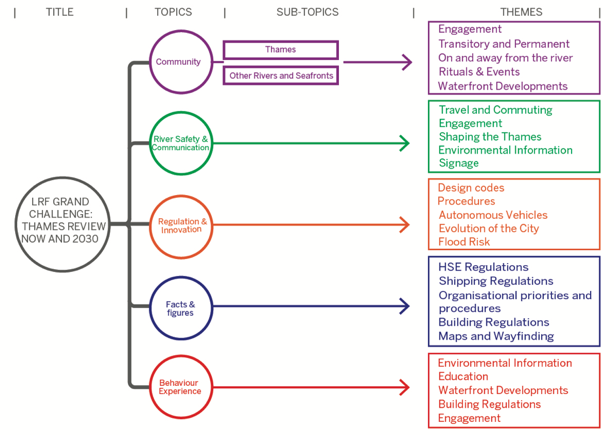 TITLE
TOPICS
SUB-TOPICS
THEMES
LRF GRAND
CHALLENGE:
THAMES REVIEW
NOW AND 2030
Community
Thames
Other Rivers and Seafronts
Engagement
Transitory and Permanent
On and away from the river
Rituals & Events
Waterfront Developments
River Safety &
Communication
Travel and Commuting
Engagement
Shaping the Thames
Environmental Information
Signage
Regulation &
Innovation
Design codes
Procedures
Autonomous Vehicles
Evolution of the City
Flood Risk
Facts &
figures
HSE Regulations
Shipping Regulations
Organisational priorities and
procedures
Building Regulations
Maps and Wayfinding
Behaviour
Experience
Environmental Information
Education
Waterfront Developments
Building Regulations
Engagement